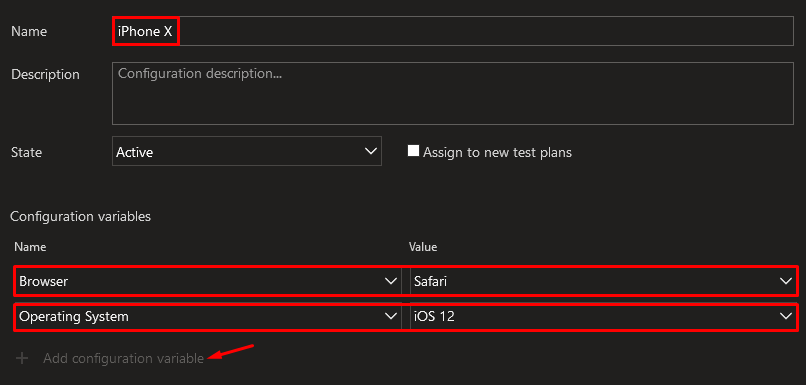 Name iPhone X
Description Configuration description...
State Active Assign to new test plans
Configuration variables
Name Value
Browser Safari
Operating System iOS 12
+ Add configuration variable